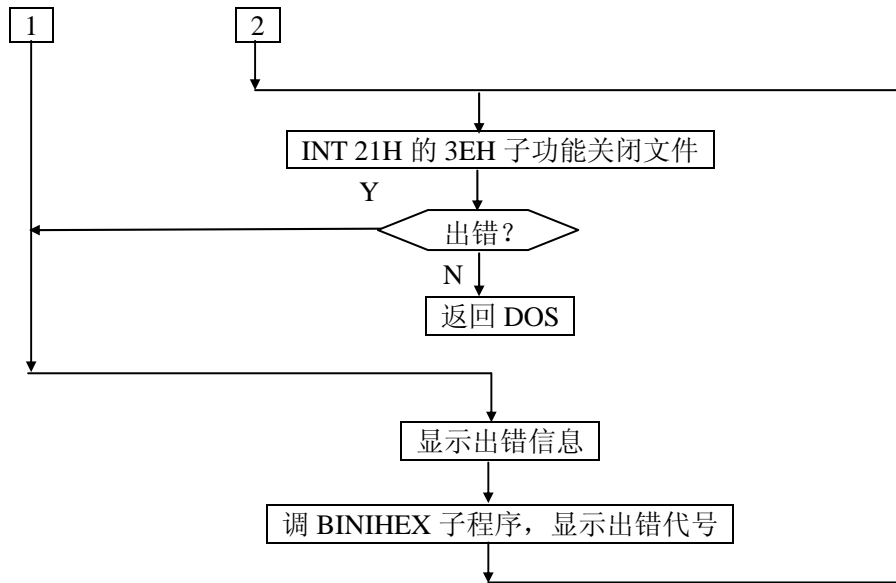 1
2
INT 21H 的 3EH 子功能关闭文件
Y
出错？
N
返回 DOS
显示出错信息
调 BINIHEX 子程序，显示出错代号